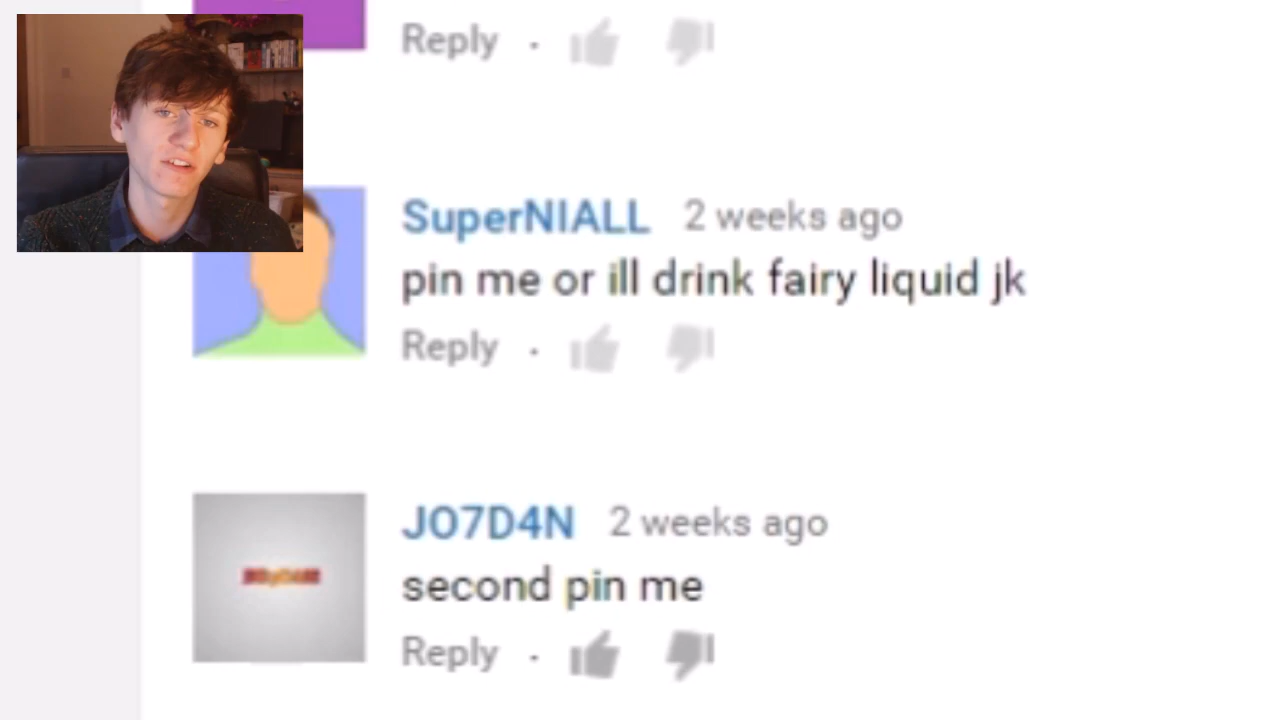 Reply ·
SuperNIALL 2 weeks ago
pin me or ill drink fairy liquid jk
Reply ·
JO7D4N 2 weeks ago
second pin me
Reply ·